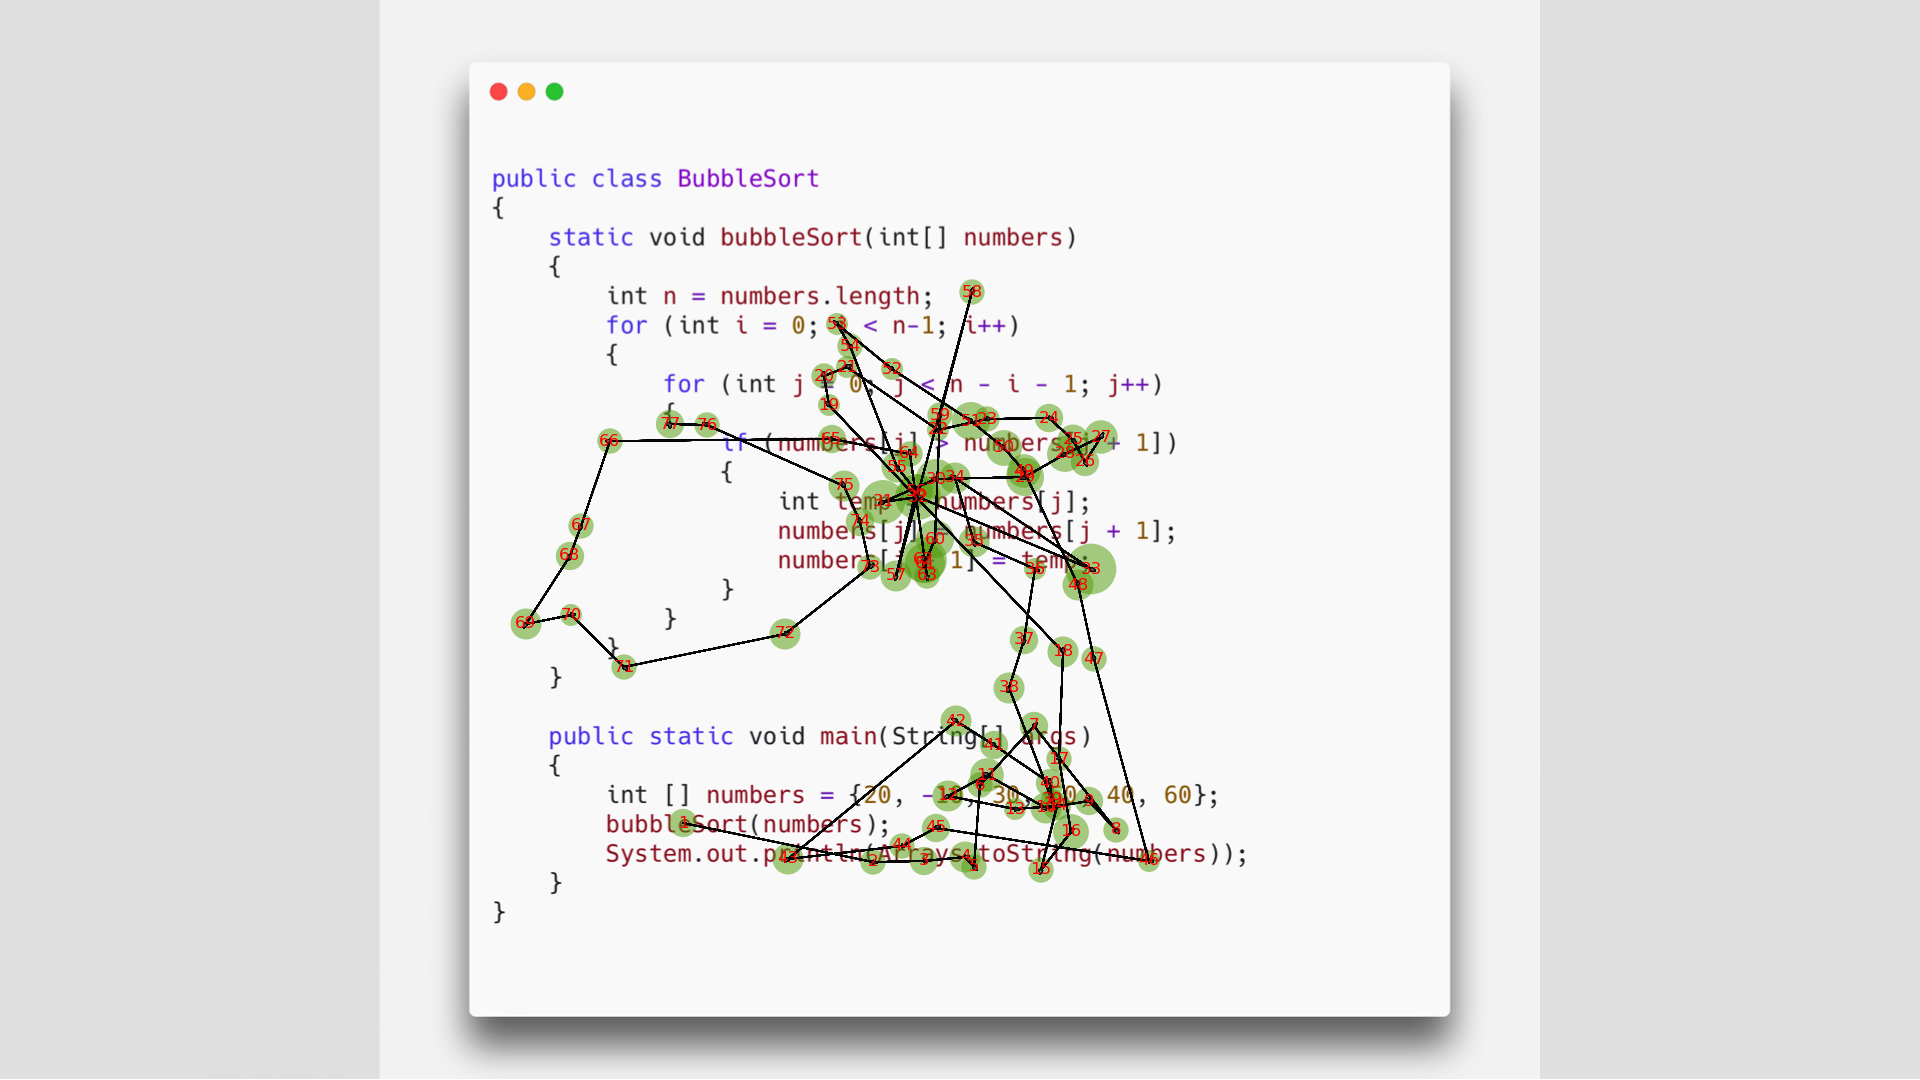 public class BubbleSort
{
    static void bubbleSort(int[] numbers)
    {
        int n = numbers.length;
        for (int i = 0; < n-1; i++)
        {
            for (int j = 0; j < n - i - 1; j++)
            {
                if (numbers[j] > numbers[j + 1])
                {
                    int temp = numbers[j];
                    numbers[j] = numbers[j + 1];
                    numbers[j + 1] = temp;
                }
            }
        }
    }
    public static void main(String[] args)
    {
        int [] numbers = {20, 30, 40, 60};
        bubbleSort(numbers);
        System.out.println(Arrays.toString(numbers));
    }
}